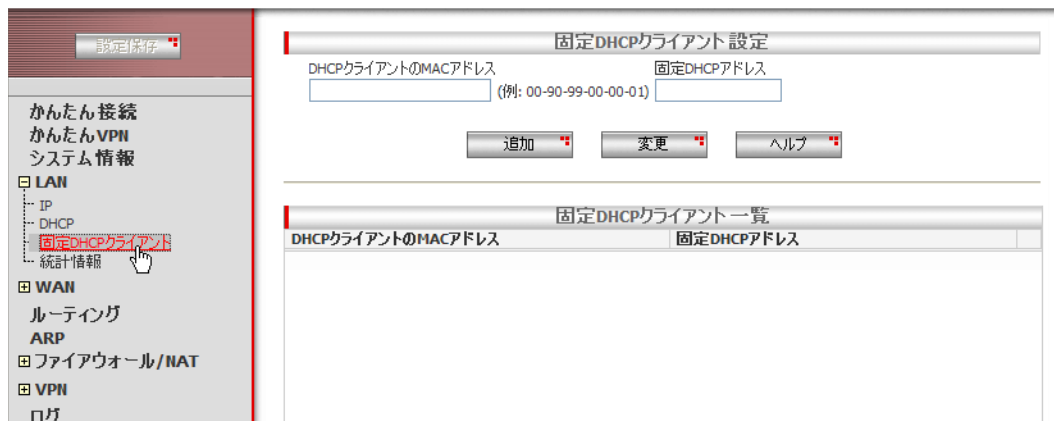 設定保存
かんたん接続
かんたんVPN
システム情報
LAN
IP
DHCP
固定DHCPクライアント
統計情報
WAN
ルーティング
ARP
ファイアウォール/NAT
VPN
ログ
固定DHCPクライアント設定
DHCPクライアントのMACアドレス 固定DHCPアドレス
(例: 00-90-99-00-00-01)
追加 変更 ヘルプ
固定DHCPクライアント一覧
DHCPクライアントのMACアドレス 固定DHCPアドレス